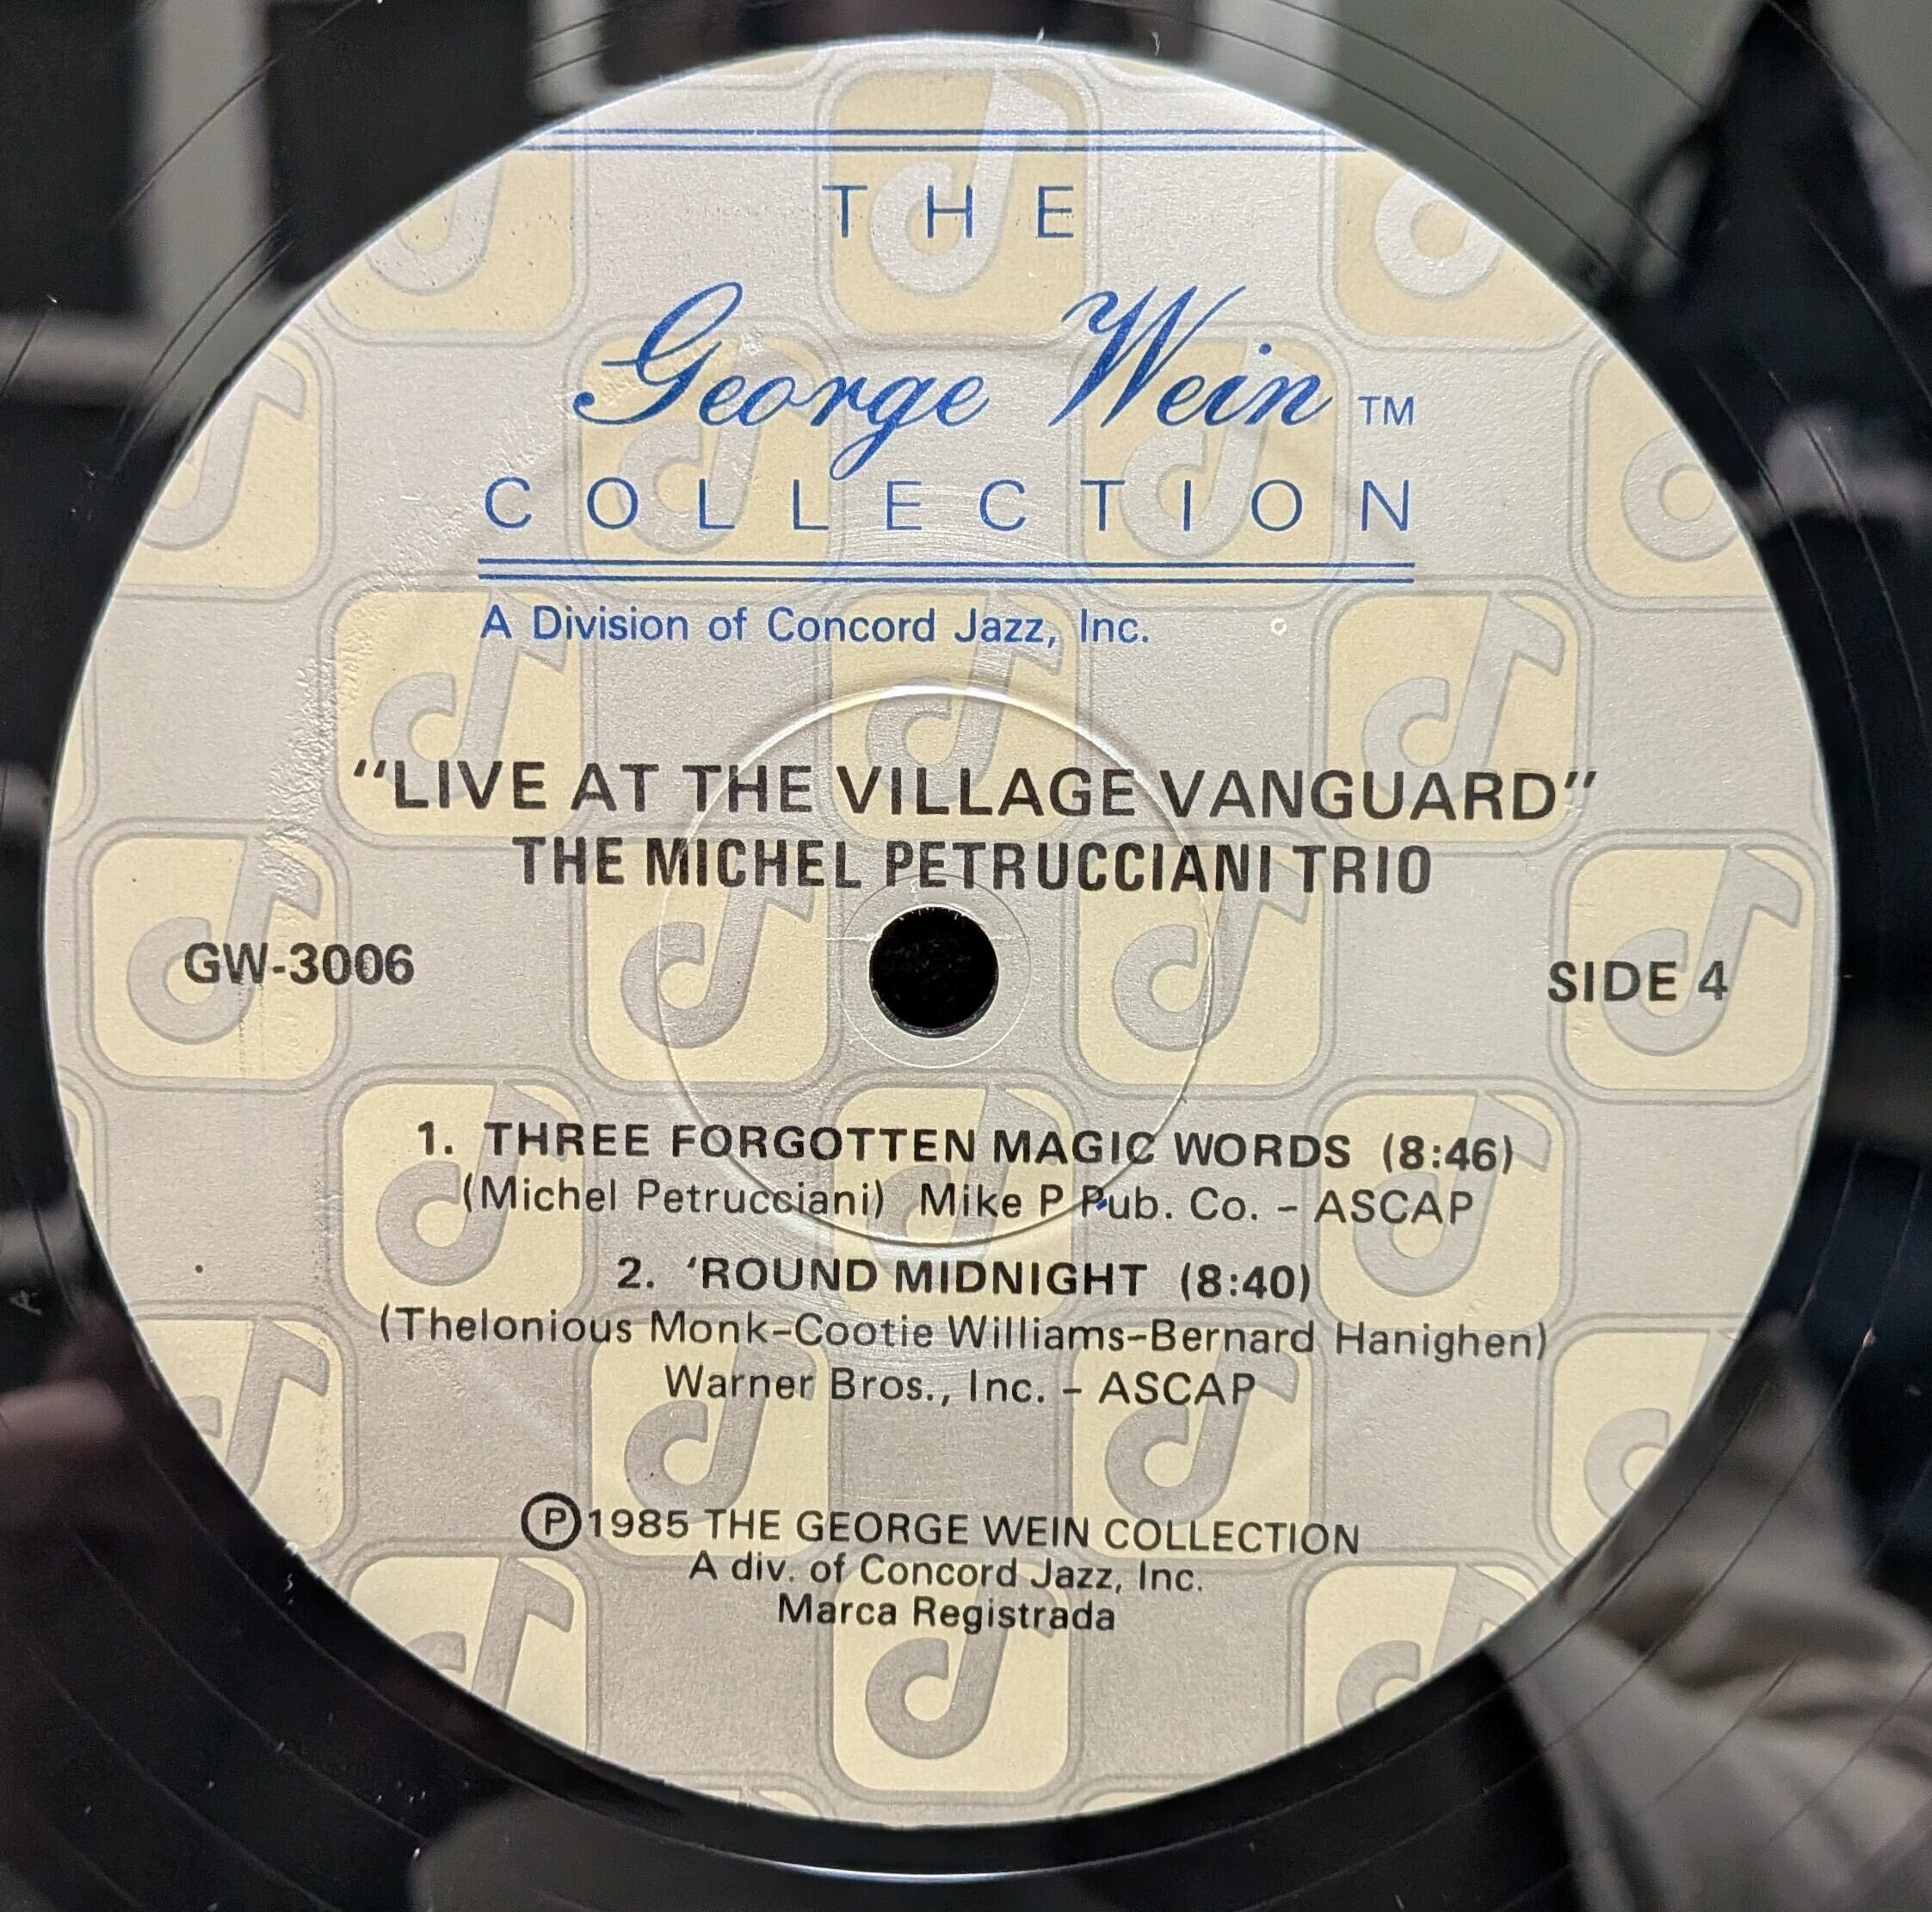 THE
George Wein TM
COLLECTION
A Division of Concord Jazz, Inc.
“LIVE AT THE VILLAGE VANGUARD”
THE MICHEL PETRUCCIANI TRIO
GW-3006
SIDE 4
1. THREE FORGOTTEN MAGIC WORDS (8:46)
(Michel Petrucciani) Mike P Pub. Co. – ASCAP
2. ‘ROUND MIDNIGHT (8:40)
(Thelonious Monk–Cootie Williams–Bernard Hanighen)
Warner Bros., Inc. – ASCAP
Ⓟ1985 THE GEORGE WEIN COLLECTION
A div. of Concord Jazz, Inc.
Marca Registrada